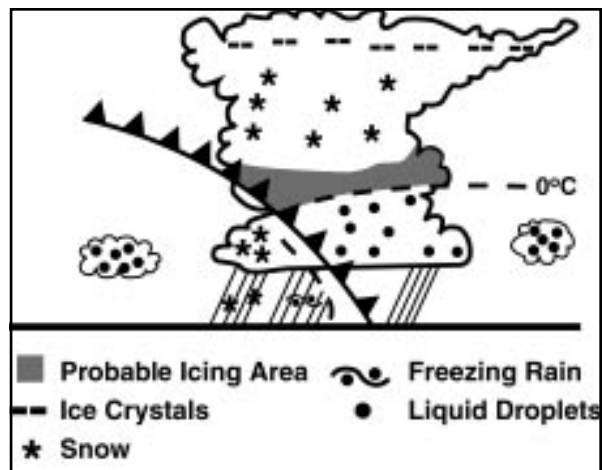 0°C
Probable Icing Area Freezing Rain
Ice Crystals Liquid Droplets
Snow